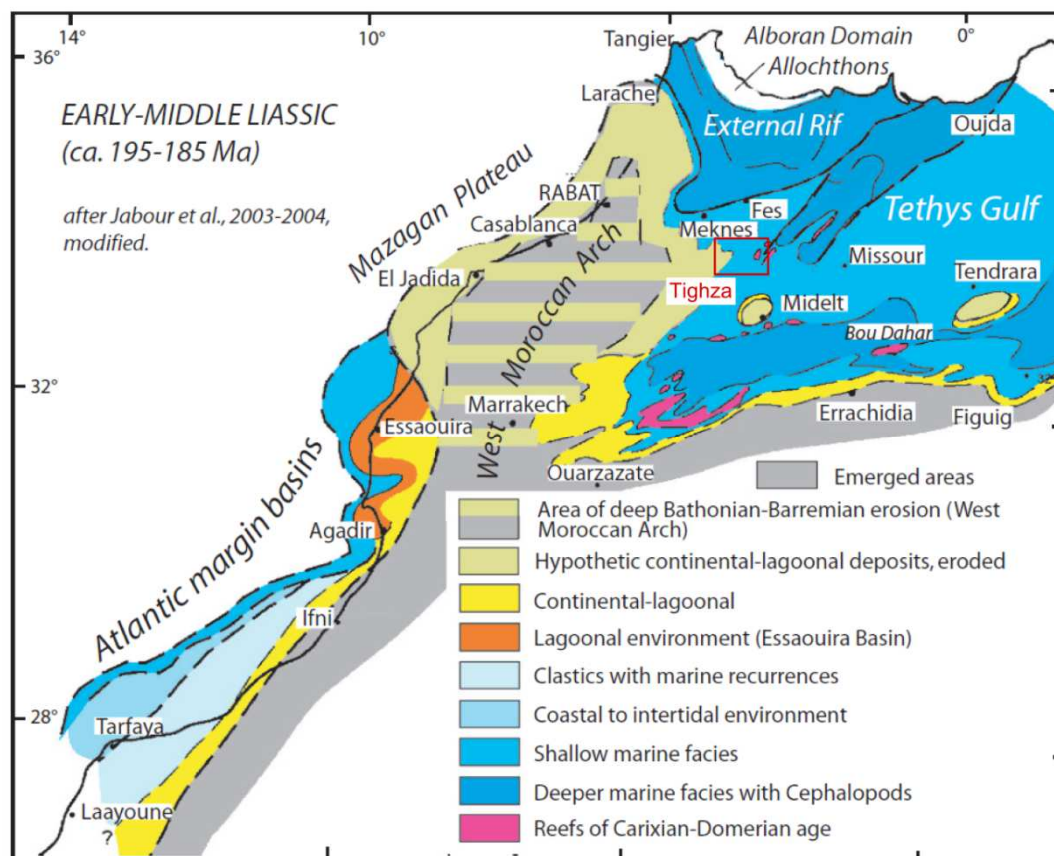 14°
10°
0°
36°
Tangier
Alboran Domain
Allochthons
Larache
EARLY-MIDDLE LIASSIC
(ca. 195-185 Ma)
External Rif
Oujda
after Jabour et al., 2003-2004,
modified.
Mazagan Plateau
RABAT
Casablanca
Fes
Meknes
Tethys Gulf
El Jadida
Missour
Tighza
Tendrara
Midelt
Bou Dahar
West Moroccan Arch
32°
32°
Marrakech
Essaouira
Errachidia
Figuig
Ouarzazate
Atlantic margin basins
Agadir
Ifni
28°
Tarfaya
Laayoune
?
Emerged areas
Area of deep Bathonian-Barremian erosion (West
Moroccan Arch)
Hypothetic continental-lagoonal deposits, eroded
Continental-lagoonal
Lagoonal environment (Essaouira Basin)
Clastics with marine recurrences
Coastal to intertidal environment
Shallow marine facies
Deeper marine facies with Cephalopods
Reefs of Carixian-Domerian age